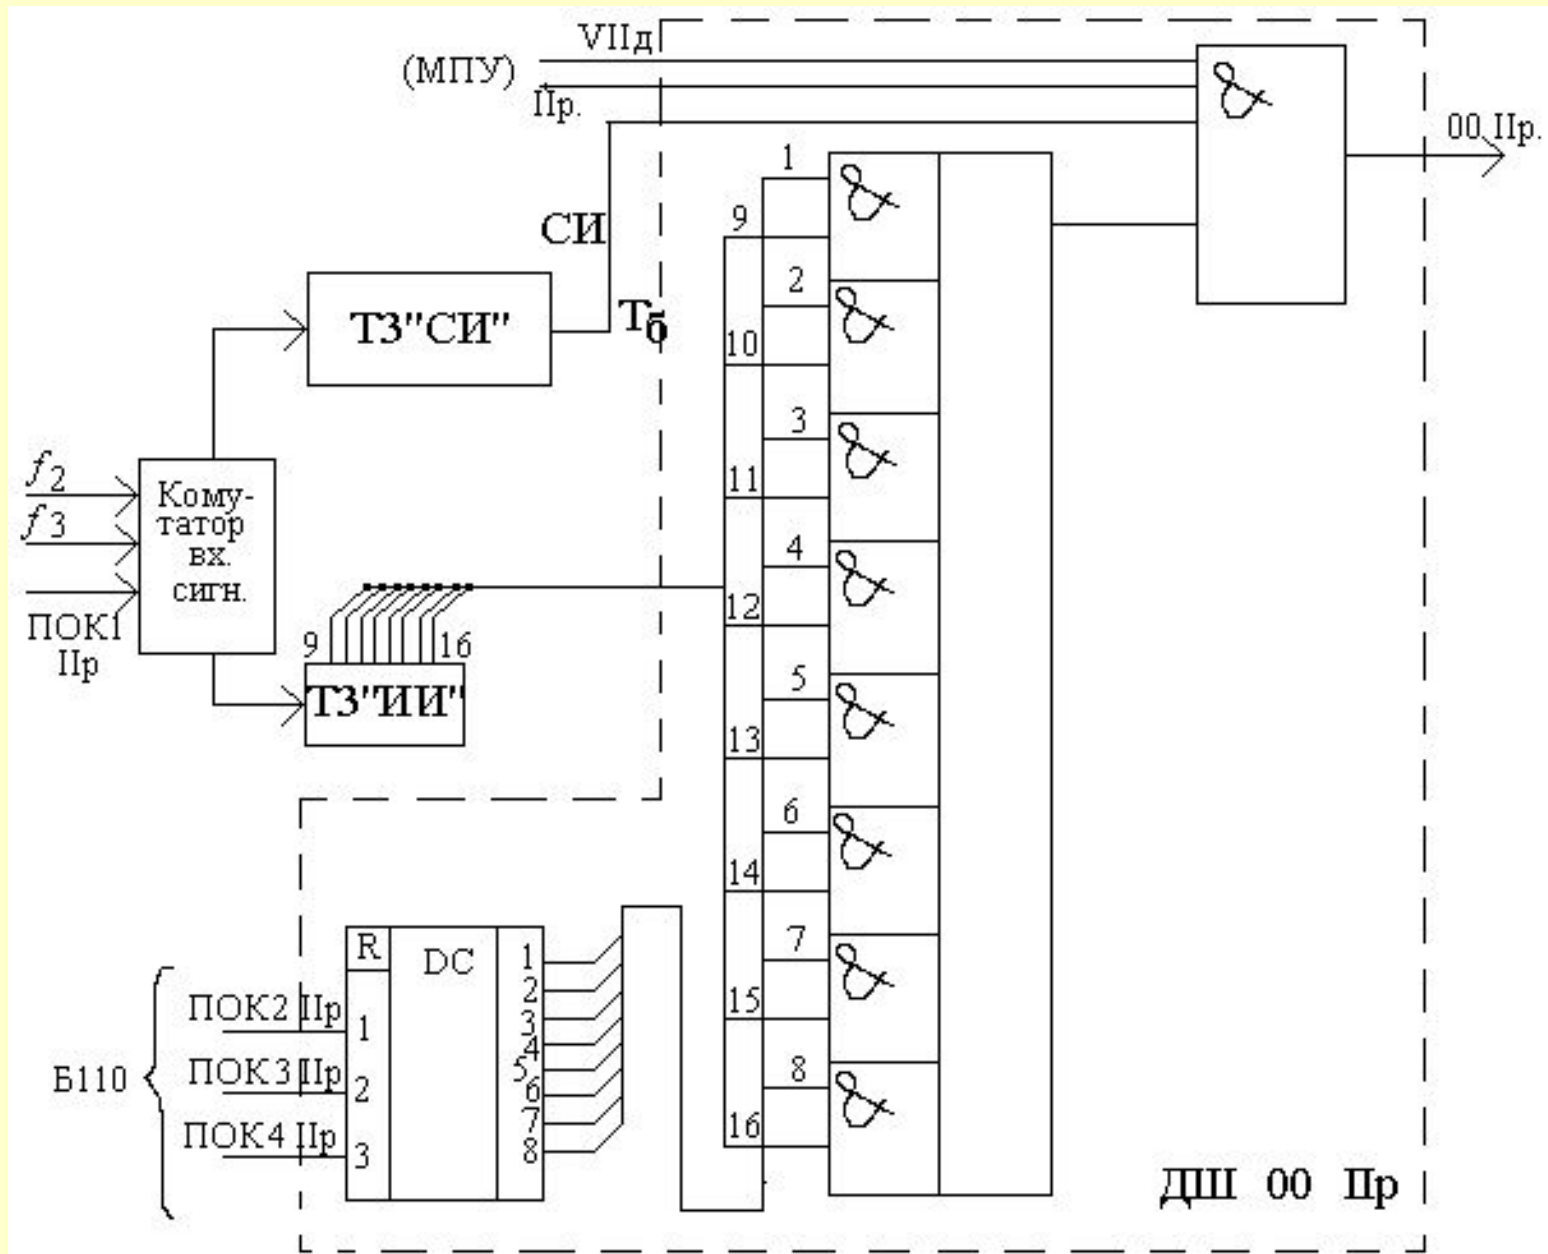 VIIд
(МПУ)
IIр.
00 IIр.
1
&
9
СИ
2
ТЗ"СИ"
Тб
&
10
3
&
f2
11
Кому-
татор
вх.
сигн.
f3
4
&
12
ПОК1
IIр
9
16
ТЗ"ИИ"
5
&
13
6
&
14
7
&
R
DC
1
2
3
4
5
6
7
8
15
ПОК2 IIр
1
Б110
ПОК3 IIр
2
8
&
ПОК4 IIр
3
16
ДШ 00 IIр